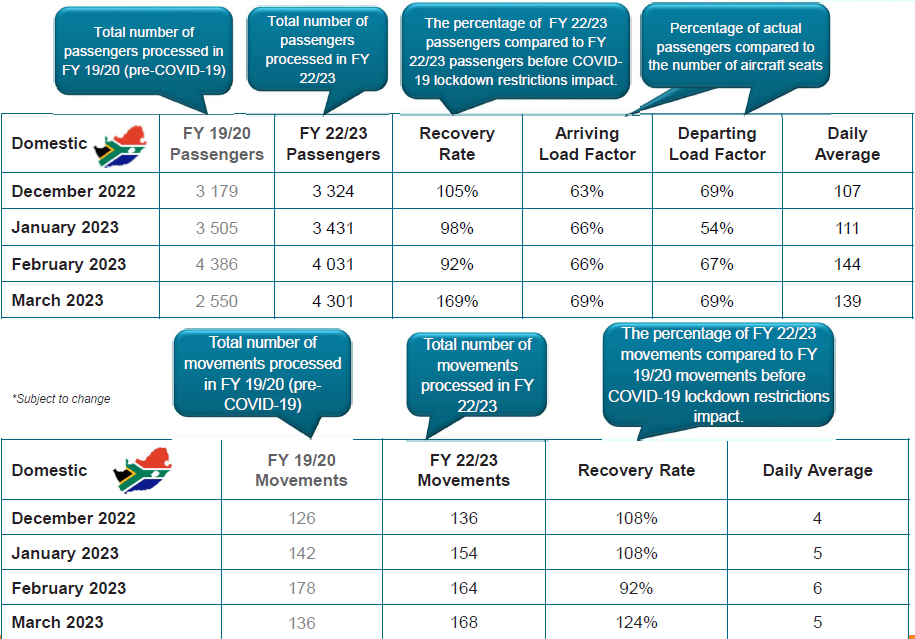 Total number of
passengers processed in
FY 19/20 (pre-COVID-19)
Total number of
passengers
processed in FY
22/23
The percentage of FY 22/23
passengers compared to FY
22/23 passengers before COVID-
19 lockdown restrictions impact.
Percentage of actual
passengers compared to
the number of aircraft seats
Domestic
FY 19/20
Passengers
FY 22/23
Passengers
Recovery
Rate
Arriving
Load Factor
Departing
Load Factor
Daily
Average
December 2022 3 179 3 324 105% 63% 69% 107
January 2023 3 505 3 431 98% 66% 54% 111
February 2023 4 386 4 031 92% 66% 67% 144
March 2023 2 550 4 301 169% 69% 69% 139
Total number of
movements processed
in FY 19/20 (pre-
COVID-19)
Total number of
movements
processed in FY
22/23
The percentage of FY 22/23
movements compared to FY
19/20 movements before
COVID-19 lockdown restrictions
impact.
*Subject to change
Domestic
FY 19/20
Movements
FY 22/23
Movements
Recovery Rate
Daily Average
December 2022 126 136 108% 4
January 2023 142 154 108% 5
February 2023 178 164 92% 6
March 2023 136 168 124% 5